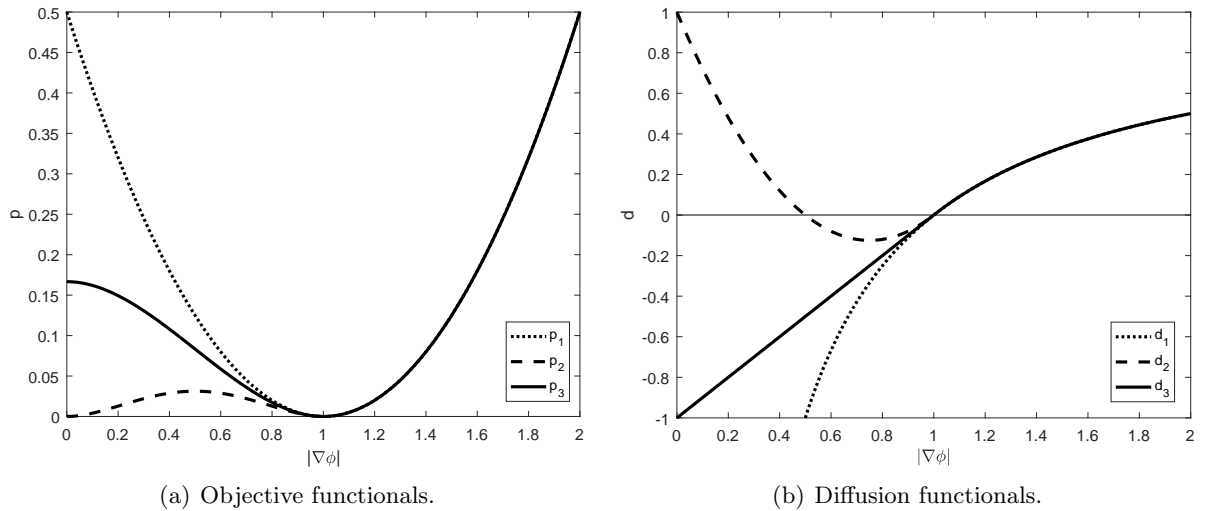 0.5
0.45
0.4
0.35
0.3
0.25
0.2
0.15
0.1
0.05
0
p
0 0.2 0.4 0.6 0.8 1 1.2 1.4 1.6 1.8 2
|∇ϕ|
p₁
p₂
p₃
(a) Objective functionals.
1
0.8
0.6
0.4
0.2
0
-0.2
-0.4
-0.6
-0.8
-1
d
0 0.2 0.4 0.6 0.8 1 1.2 1.4 1.6 1.8 2
|∇ϕ|
d₁
d₂
d₃
(b) Diffusion functionals.